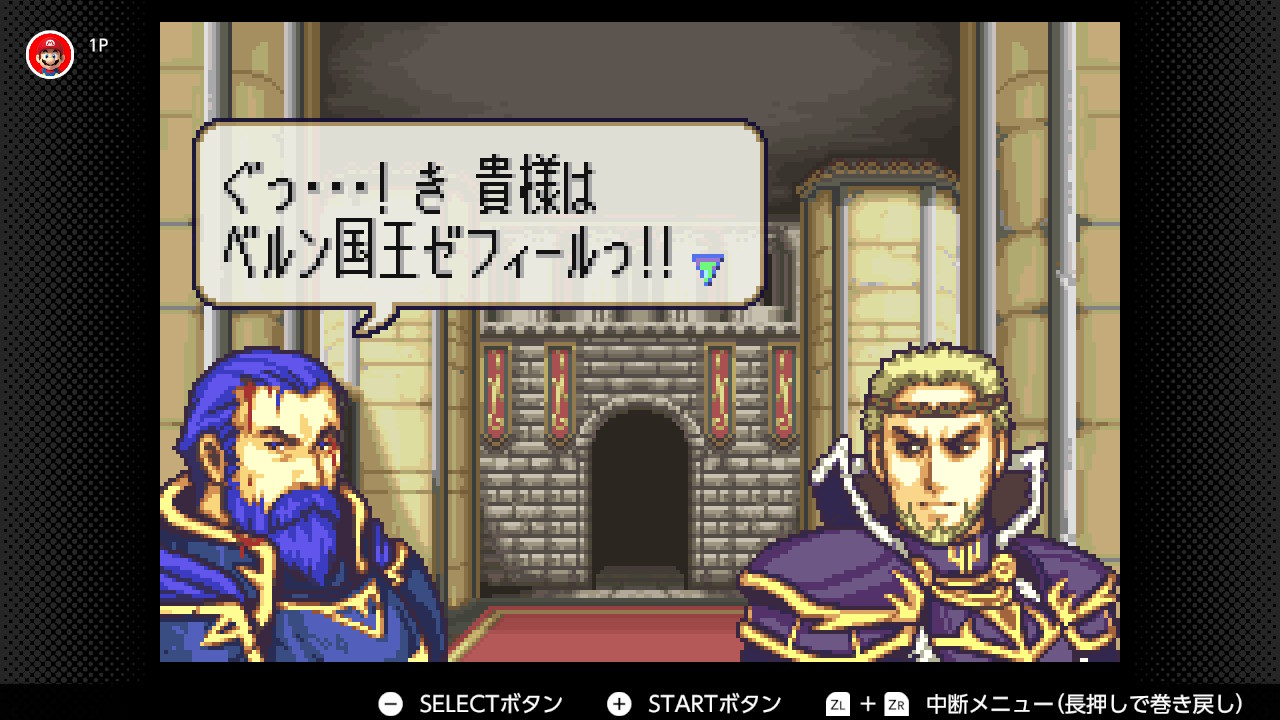 1P
ぐっ・・・! き 貴様は
ベルン国王ゼフィールっ!!
SELECTボタン
STARTボタン
ZL + ZR 中断メニュー(長押しで巻き戻し)